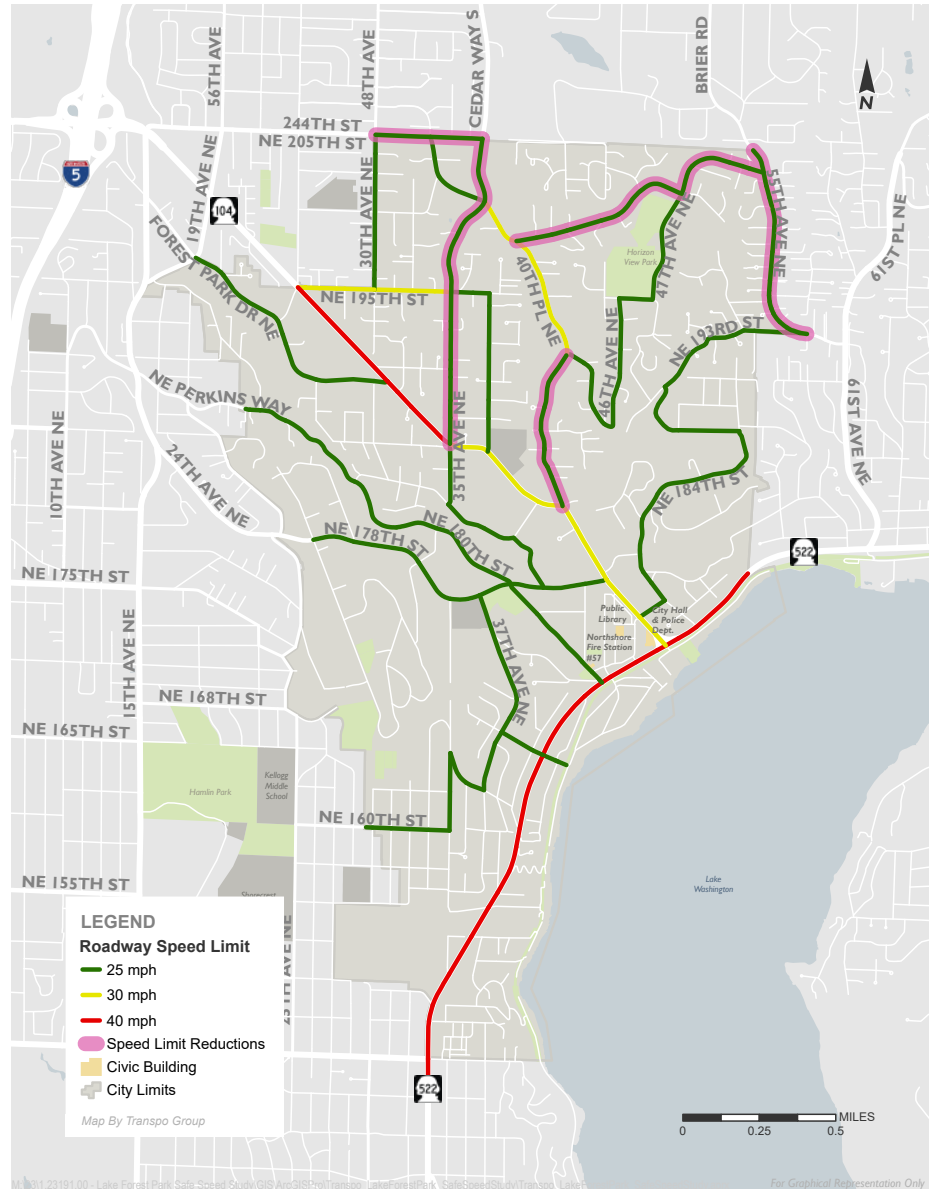 56TH AVE
48TH AVE
CEDAR WAY S
BRIER RD
N
244TH ST
NE 205TH ST
5
19TH AVE NE
104
30TH AVE NE
55TH AVE NE
61ST PL NE
FOREST PARK DR NE
47TH AVE NE
40TH PL NE
Horizon
View Park
NE 195TH ST
NE 193RD ST
46TH AVE NE
NE PERKINS WAY
35TH AVE NE
61ST AVE NE
10TH AVE NE
24TH AVE NE
NE 184TH ST
NE 178TH ST
NE 180TH ST
522
NE 175TH ST
Public
Library
City Hall
& Police
Dept.
Northshore
Fire Station
#57
37TH AVE NE
15TH AVE NE
NE 168TH ST
NE 165TH ST
Kellogg
Middle
School
Hamlin Park
NE 160TH ST
NE 155TH ST
Shorecrest
Lake
Washington
25TH AVE NE
LEGEND
Roadway Speed Limit
25 mph
30 mph
40 mph
Speed Limit Reductions
Civic Building
City Limits
Map By Transpo Group
522
MILES
0 0.25 0.5
For Graphical Representation Only